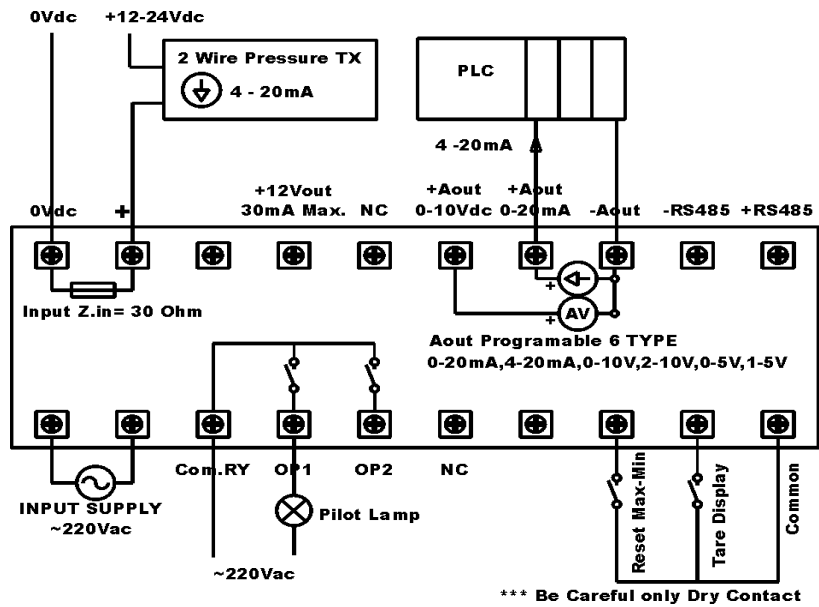 0Vdc +12-24Vdc
2 Wire Pressure TX
4 - 20mA
PLC
4 -20mA
0Vdc + +12Vout
30mA Max. NC +Aout
0-10Vdc +Aout
0-20mA -Aout -RS485 +RS485
Input Z.in= 30 Ohm
+
+ AV
Aout Programable 6 TYPE
0-20mA,4-20mA,0-10V,2-10V,0-5V,1-5V
Com.RY OP1 OP2 NC
INPUT SUPPLY
~220Vac
Pilot Lamp
~220Vac
Reset Max-Min
Tare Display
Common
*** Be Careful only Dry Contact